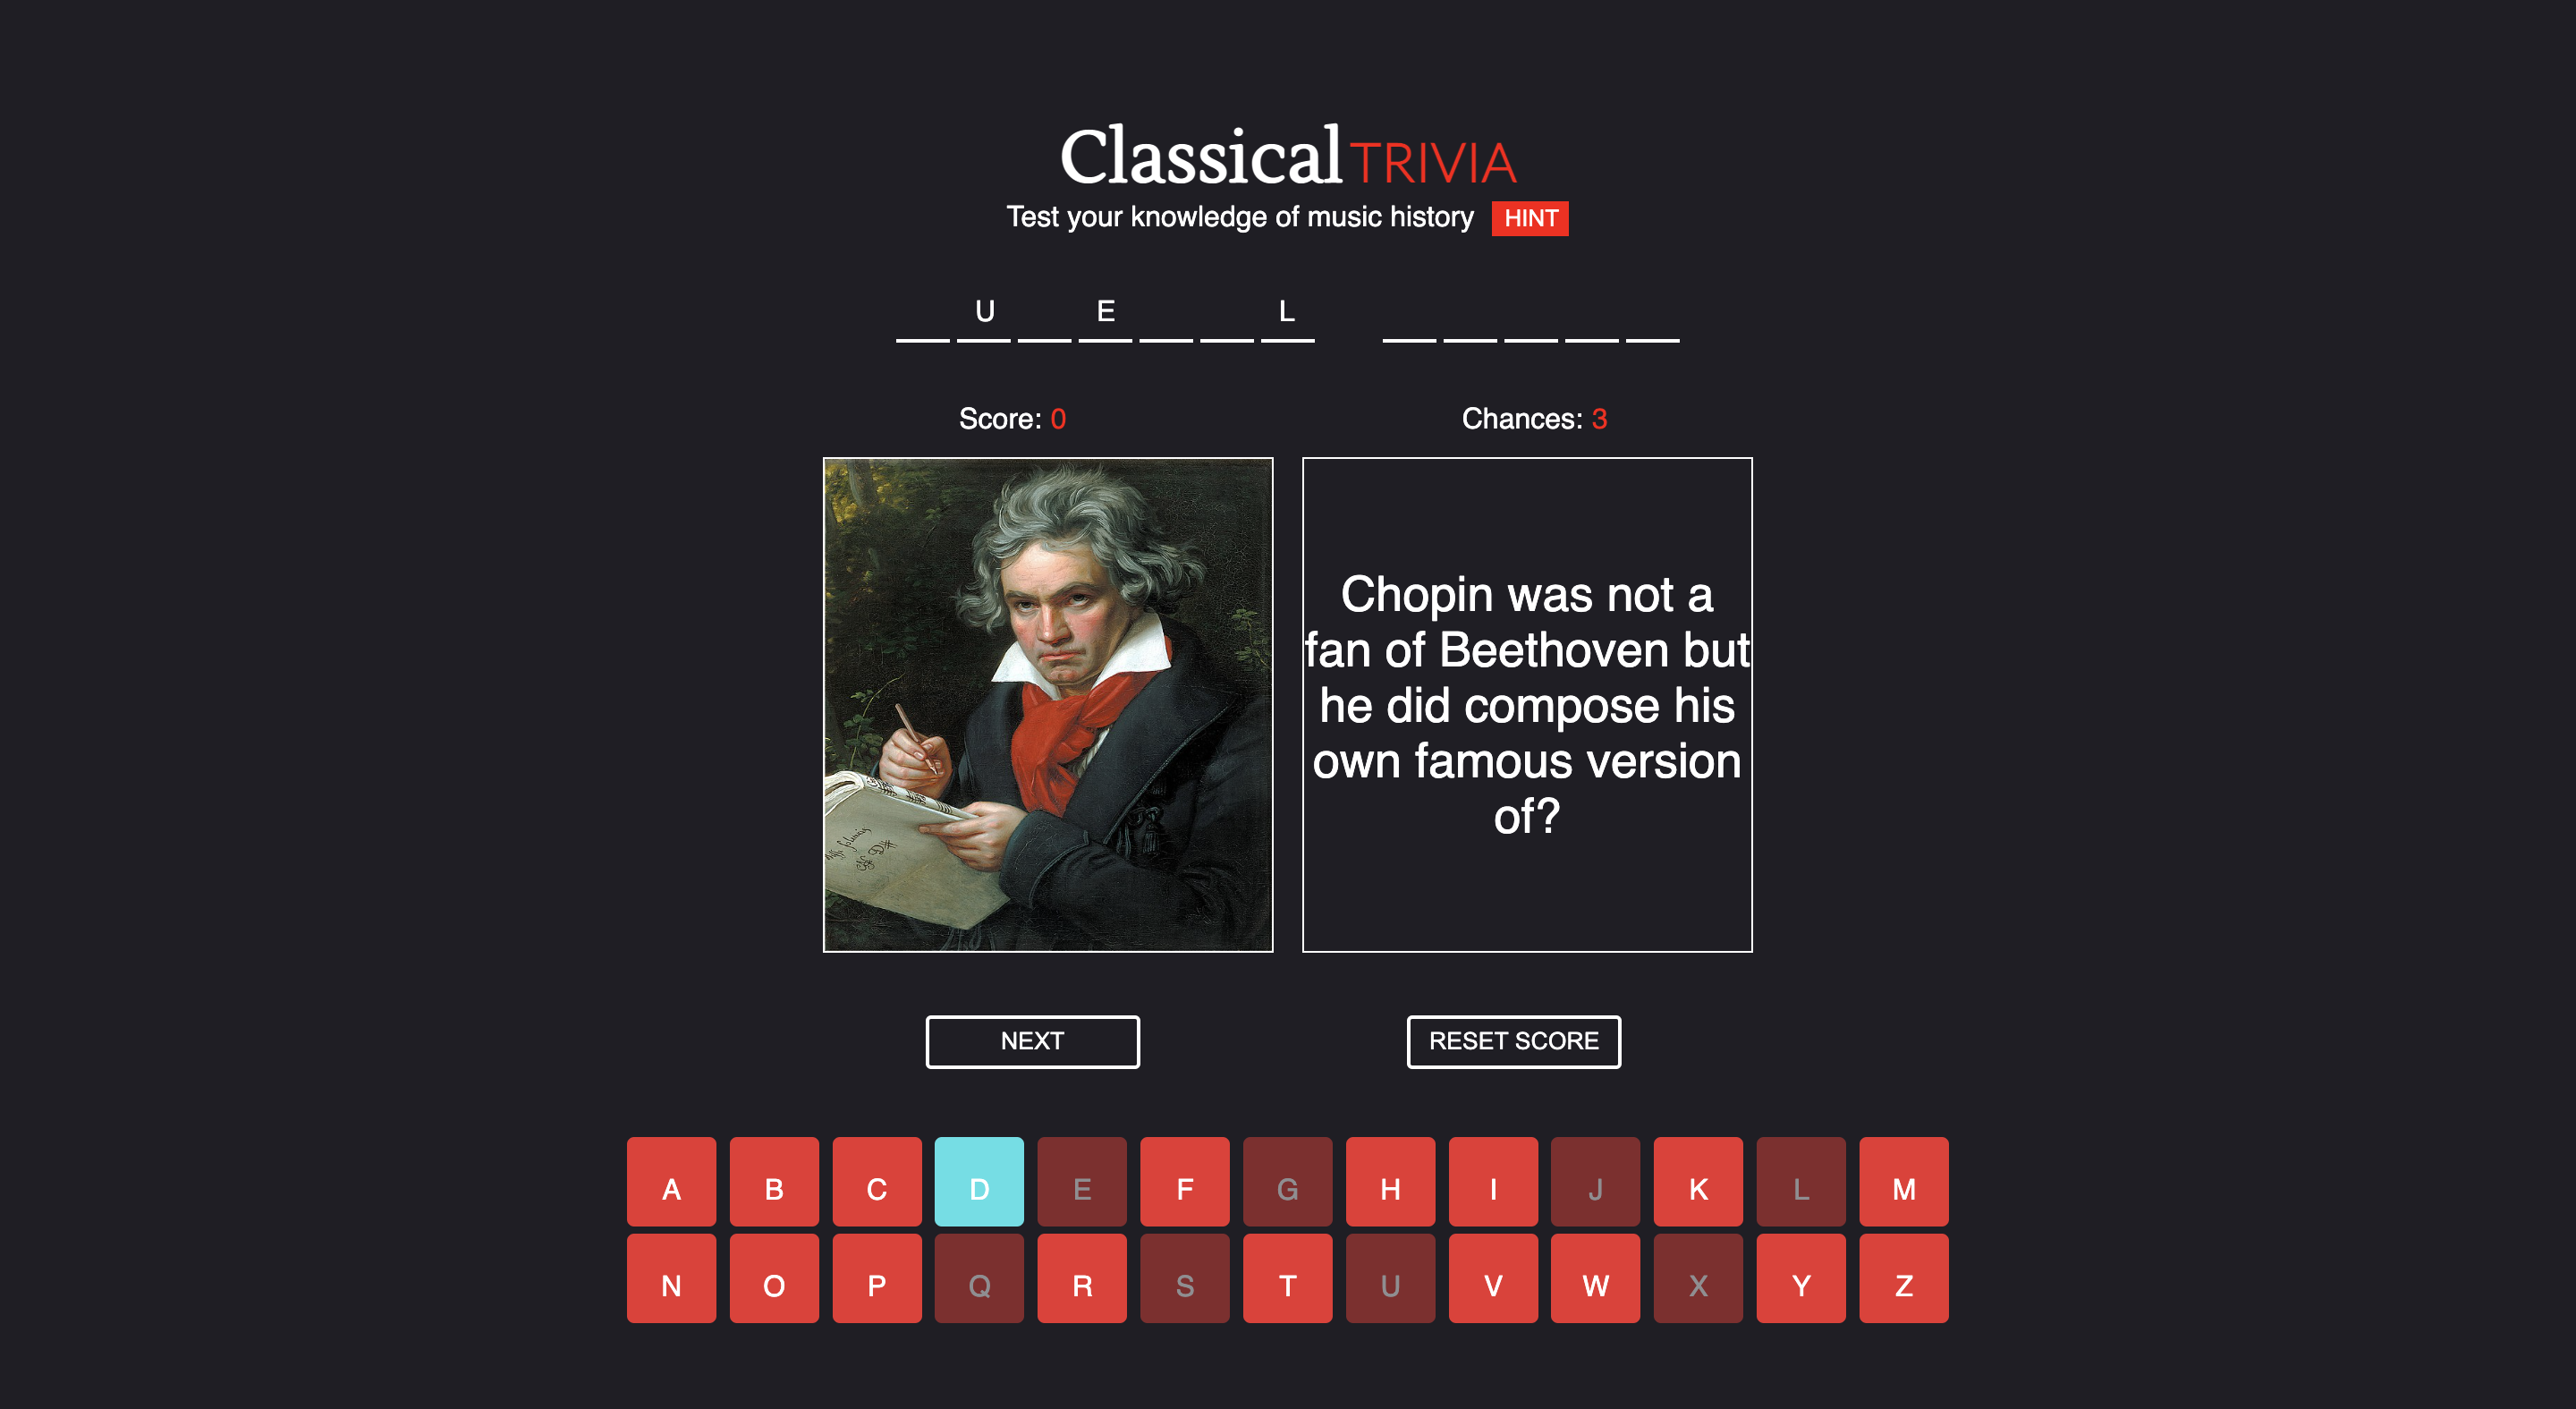 Classical TRIVIA
Test your knowledge of music history HINT
U E L
Score: 0 Chances: 3
Chopin was not a
fan of Beethoven but
he did compose his
own famous version
of?
NEXT RESET SCORE
A B C D E F G H I J K L M
N O P Q R S T U V W X Y Z